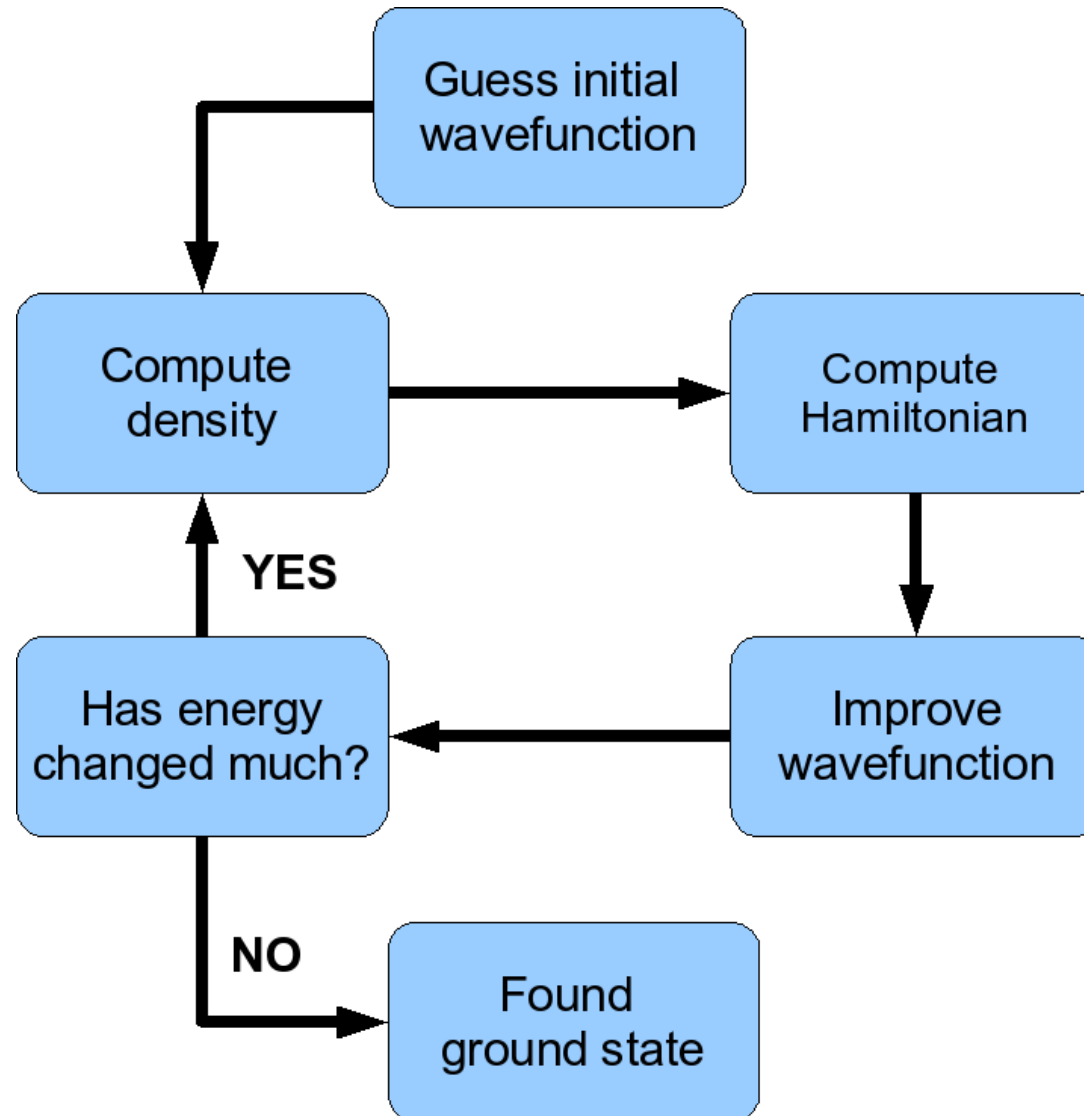 Guess initial
wavefunction
Compute
density
Compute
Hamiltonian
YES
Has energy
changed much?
Improve
wavefunction
NO
Found
ground state